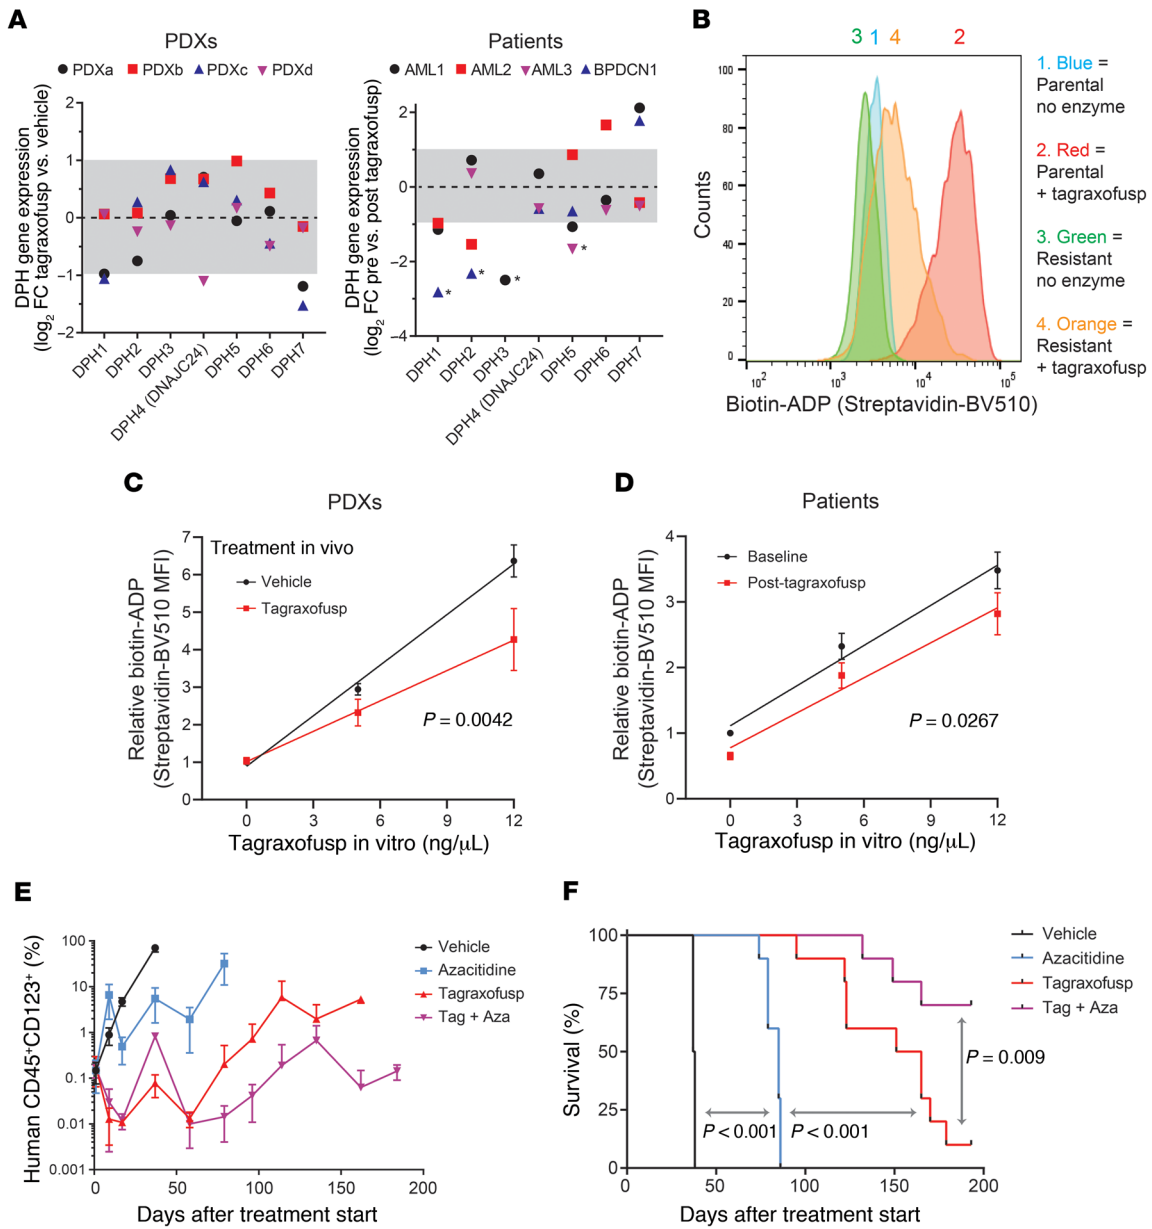 A
PDXs
PDXa PDXb PDXc PDXd
DPH gene expression
(log2 FC tagraxofusp vs. vehicle)
2
1
0
−1
−2
DPH1
DPH2
DPH3
DPH4 (DNAJC24)
DPH5
DPH6
DPH7
Patients
AML1 AML2 AML3 BPDCN1
DPH gene expression
(log2 FC pre vs. post tagraxofusp)
2
0
−2
−4
*
*
*
*
DPH1
DPH2
DPH3
DPH4 (DNAJC24)
DPH5
DPH6
DPH7
B
3 1 4 2
Counts
100
80
60
40
20
0
10^2 10^3 10^4 10^5
Biotin-ADP (Streptavidin-BV510)
1. Blue =
Parental
no enzyme
2. Red =
Parental
+ tagraxofusp
3. Green =
Resistant
no enzyme
4. Orange =
Resistant
+ tagraxofusp
C
PDXs
Relative biotin-ADP
(Streptavidin-BV510 MFI)
7
6
5
4
3
2
1
0
Treatment in vivo
Vehicle
Tagraxofusp
P = 0.0042
0 3 6 9 12
Tagraxofusp in vitro (ng/µL)
D
Patients
Relative biotin-ADP
(Streptavidin-BV510 MFI)
4
3
2
1
0
Baseline
Post-tagraxofusp
P = 0.0267
0 3 6 9 12
Tagraxofusp in vitro (ng/µL)
E
Human CD45+CD123+ (%)
100
10
1
0.1
0.01
0.001
0 50 100 150 200
Days after treatment start
Vehicle
Azacitidine
Tagraxofusp
Tag + Aza
F
Survival (%)
100
75
50
25
0
P < 0.001
P < 0.001
P = 0.009
0 50 100 150 200
Days after treatment start
Vehicle
Azacitidine
Tagraxofusp
Tag + Aza